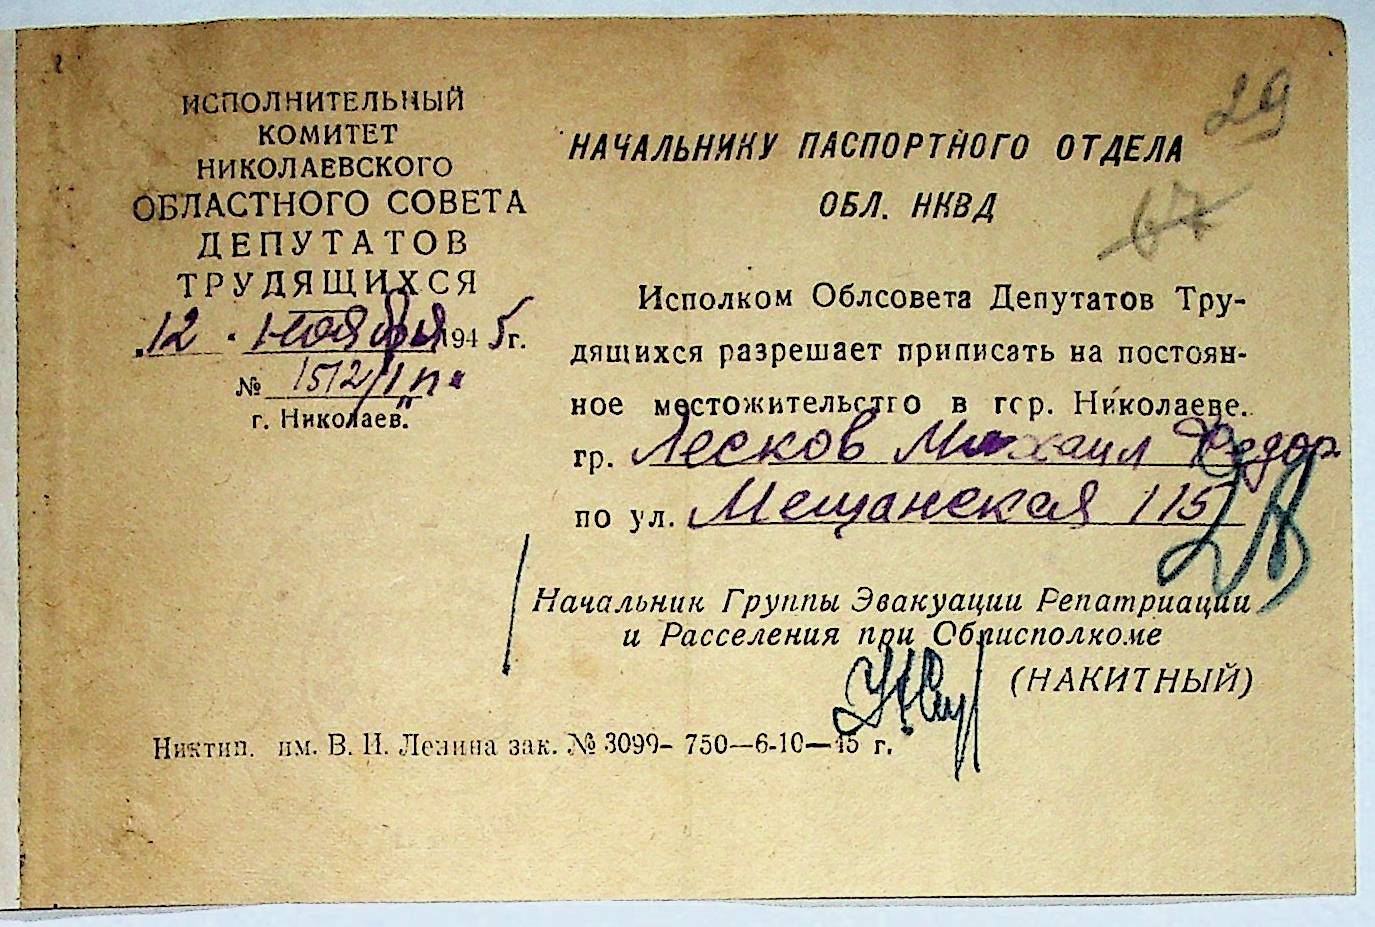 ИСПОЛНИТЕЛЬНЫЙ
КОМИТЕТ
НИКОЛАЕВСКОГО
ОБЛАСТНОГО СОВЕТА
ДЕПУТАТОВ
ТРУДЯЩИХСЯ
„12 " ноября 1945 г.
№ 1512/II п.
г. Николаев.
29
67
НАЧАЛЬНИКУ ПАСПОРТНОГО ОТДЕЛА
ОБЛ. НКВД
Исполком Облсовета Депутатов Тру-
дящихся разрешает приписать на постоян-
ное местожительство в гор. Николаеве.
гр. Лесков Михаил Федор.
по ул. Мещанская 115
Начальник Группы Эвакуации Репатриации
и Расселения при Облисполкоме
(НАКИТНЫЙ)
Никтип. им. В. И. Ленина зак. № 3099- 750—6-10—45 г.